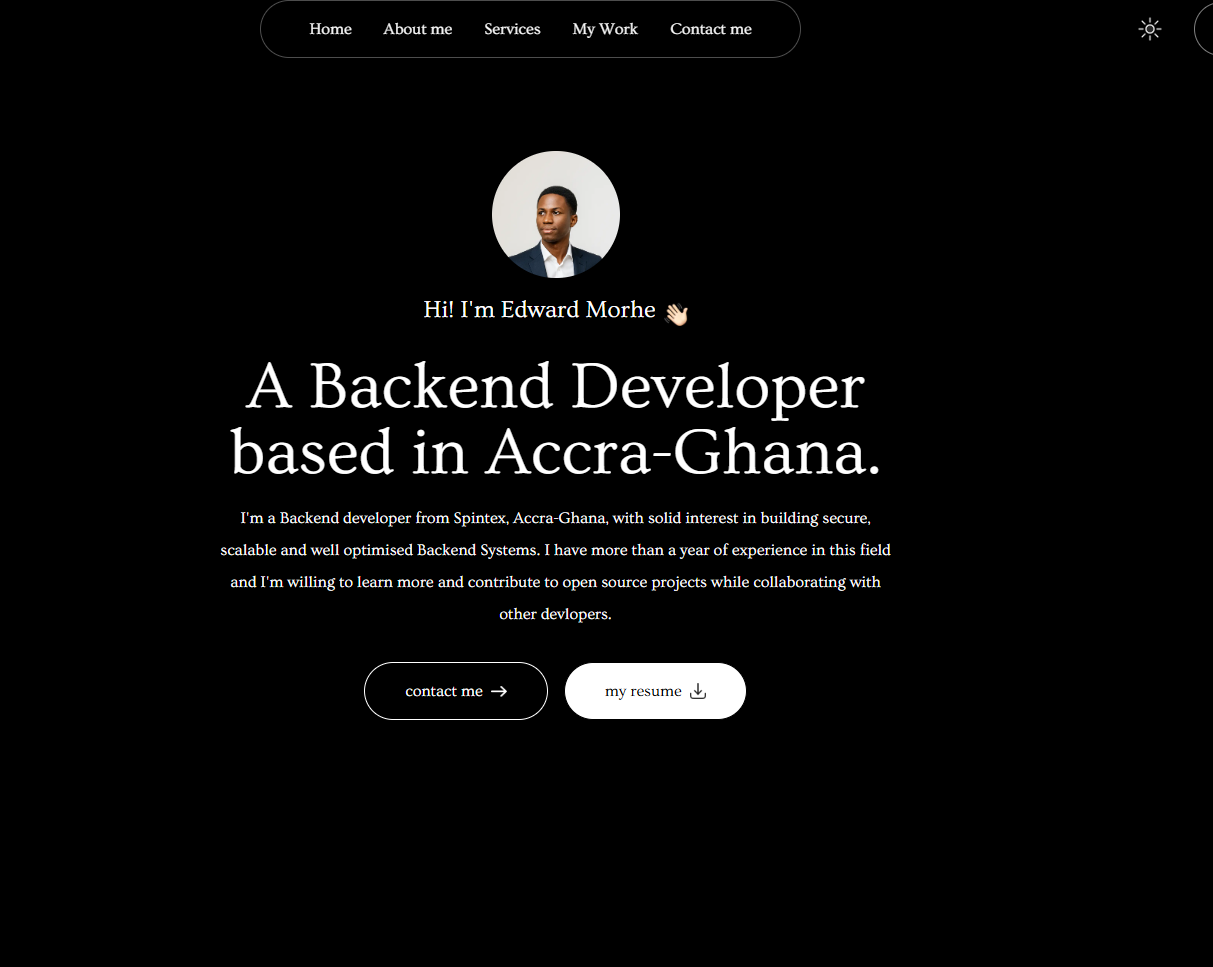 Home About me Services My Work Contact me
Hi! I'm Edward Morhe 👋🏻
A Backend Developer
based in Accra-Ghana.
I'm a Backend developer from Spintex, Accra-Ghana, with solid interest in building secure,
scalable and well optimised Backend Systems. I have more than a year of experience in this field
and I'm willing to learn more and contribute to open source projects while collaborating with
other devlopers.
contact me
my resume